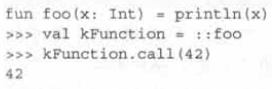 fun foo(x: Int) = println(x)
>>> val kFunction = ::foo
>>> kFunction.call(42)
42